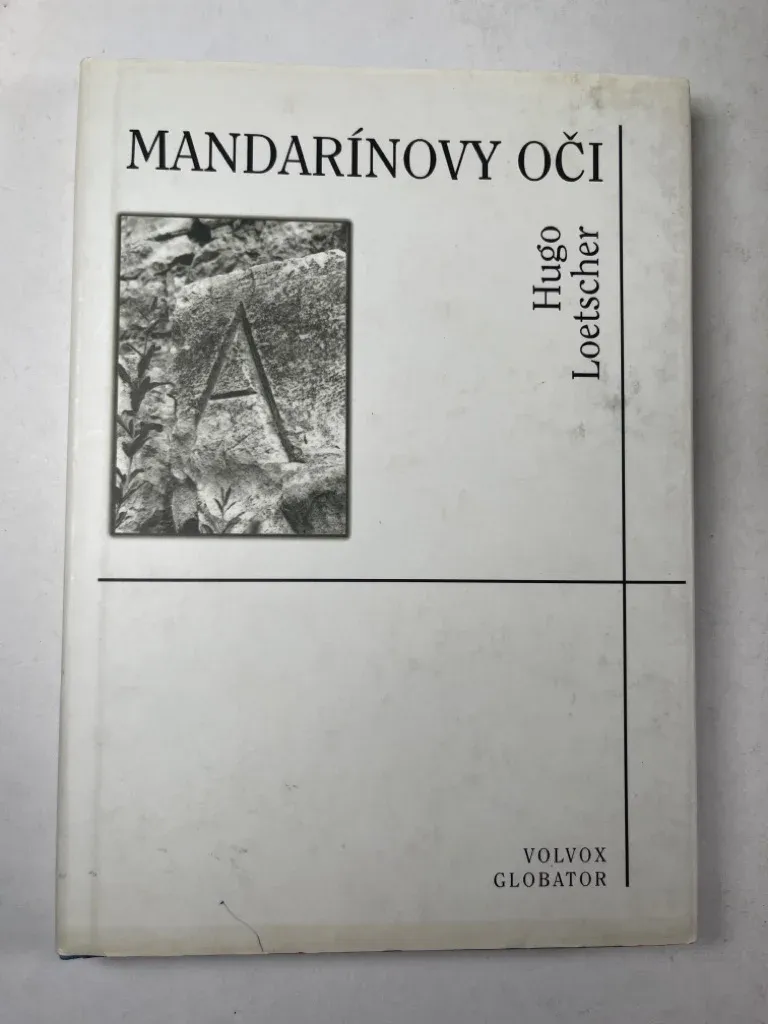 MANDARÍNOVY OČI
Hugo
Loetscher
A
VOLVOX
GLOBATOR